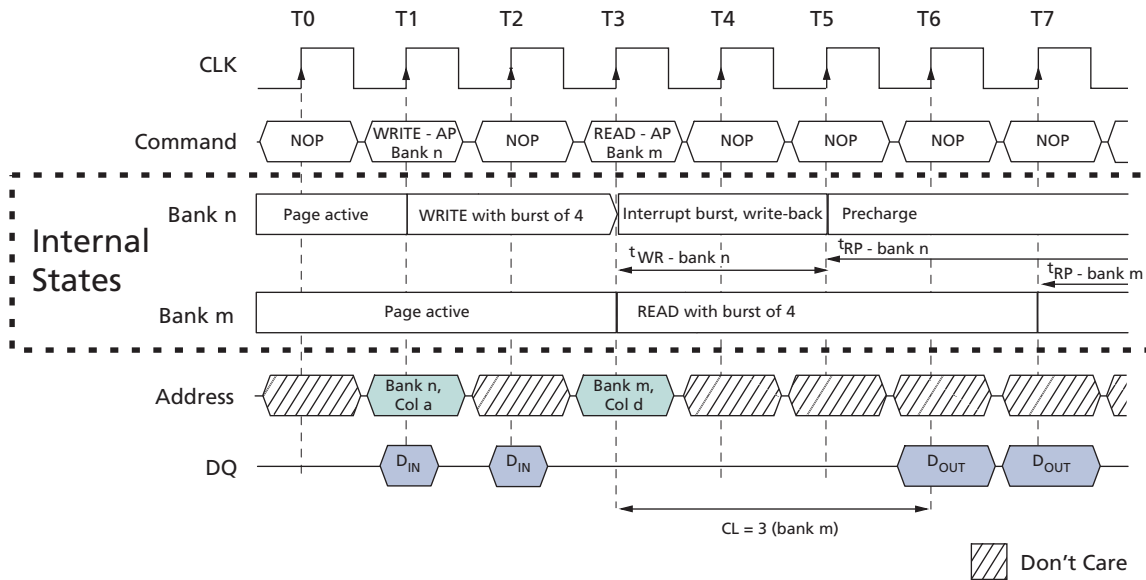 T0 T1 T2 T3 T4 T5 T6 T7
CLK
Command NOP WRITE - AP NOP READ - AP NOP NOP NOP NOP
Bank n Bank m
Internal
States
Bank n Page active WRITE with burst of 4 Interrupt burst, write-back Precharge
tWR - bank n tRP - bank n
tRP - bank m
Bank m Page active READ with burst of 4
Address Bank n, Bank m,
Col a Col d
DQ DIN DIN DOUT DOUT
CL = 3 (bank m)
Don't Care